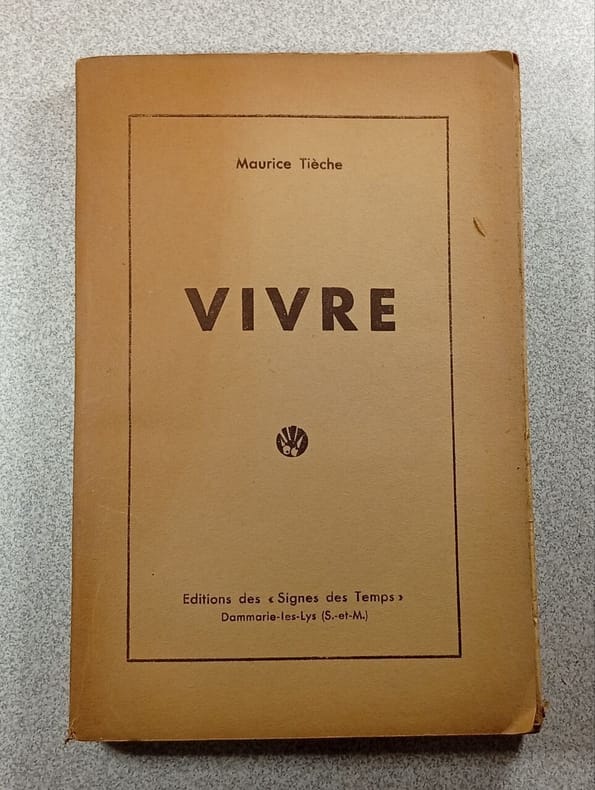 Maurice Tièche
VIVRE
Editions des « Signes des Temps »
Dammarie-les-Lys (S.-et-M.)